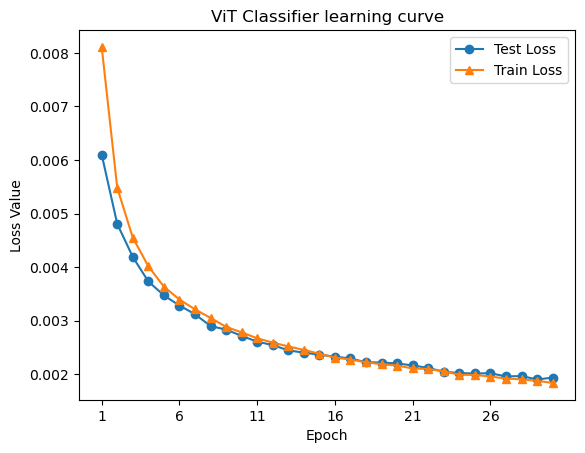 ViT Classifier learning curve
Test Loss
Train Loss
0.008
0.007
0.006
0.005
0.004
0.003
0.002
Loss Value
1 6 11 16 21 26
Epoch